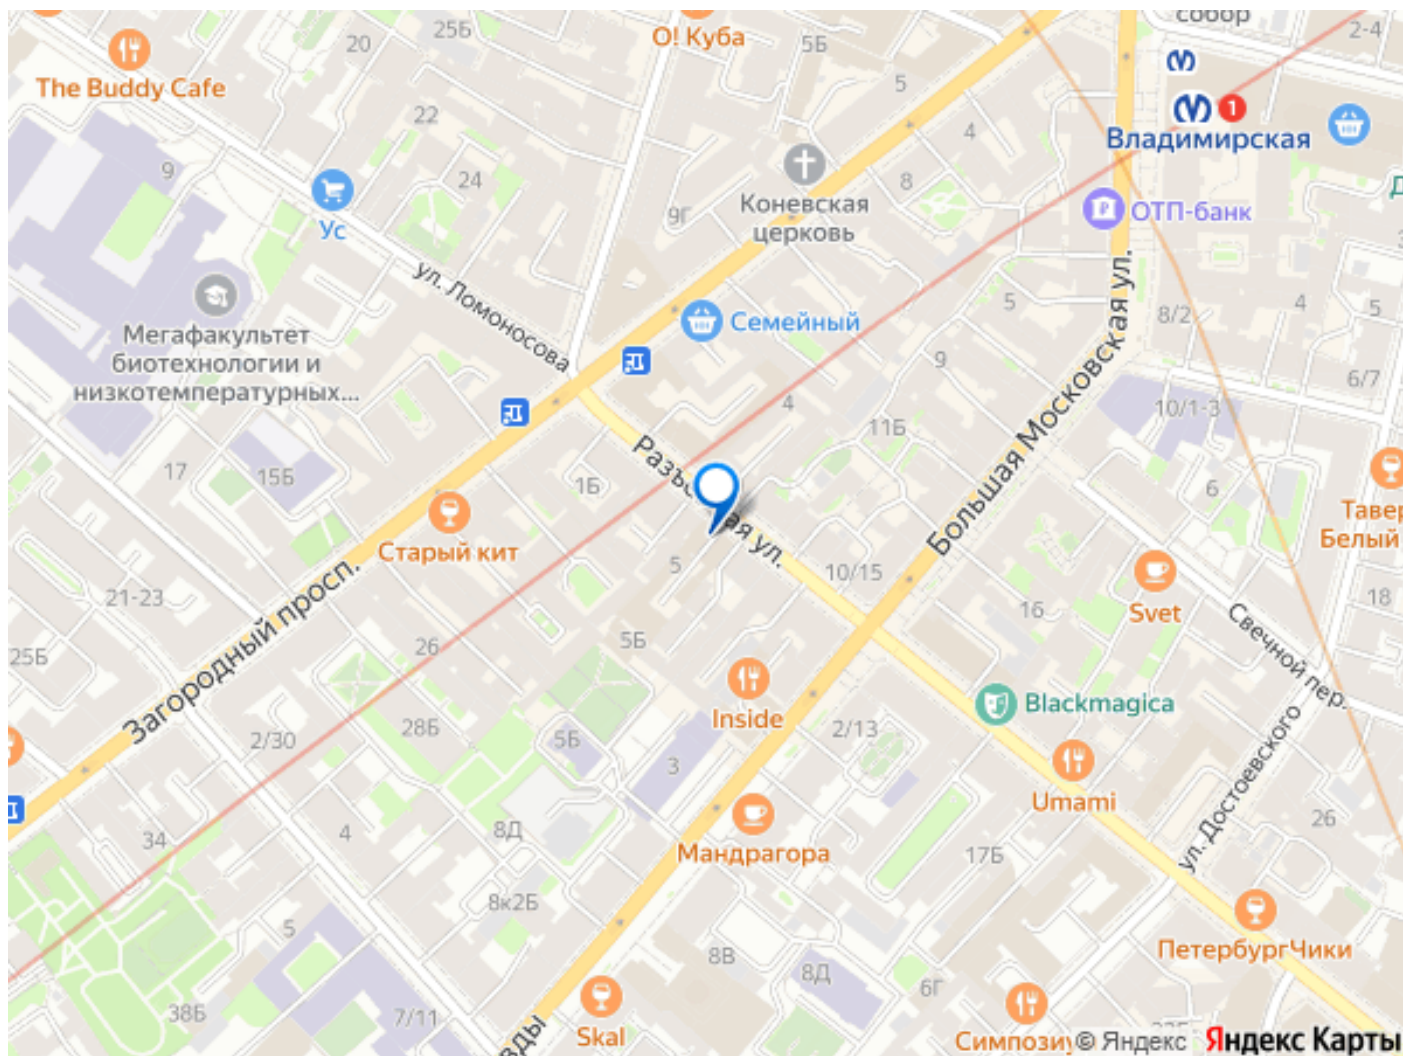 собор
2-4
25Б
20
О! Куба
5Б
The Buddy Cafe
5
22
4
1
Владимирская
9
24
8
Ус
9Г
Коневская
церковь
ОТП-банк
ул. Ломоносова
5
4
5
8/2
Мегафакультет
биотехнологии и
низкотемпературных...
Семейный
9
6/7
4
10/1-3
11Б
Большая Московская ул.
17
15Б
1Б
6
Старый кит
5
10/15
Svet
16
18
21-23
Свечной пер.
25Б
Загородный просп.
26
5Б
Inside
Blackmagica
28Б
2/30
5Б
2/13
3
Umami
ул. Достоевского
26
34
4
8Д
Мандрагора
17Б
8к2Б
5
ПетербургЧики
8В
8Д
6Г
38Б
7/11
Skal
© Яндекс
Яндекс Карты